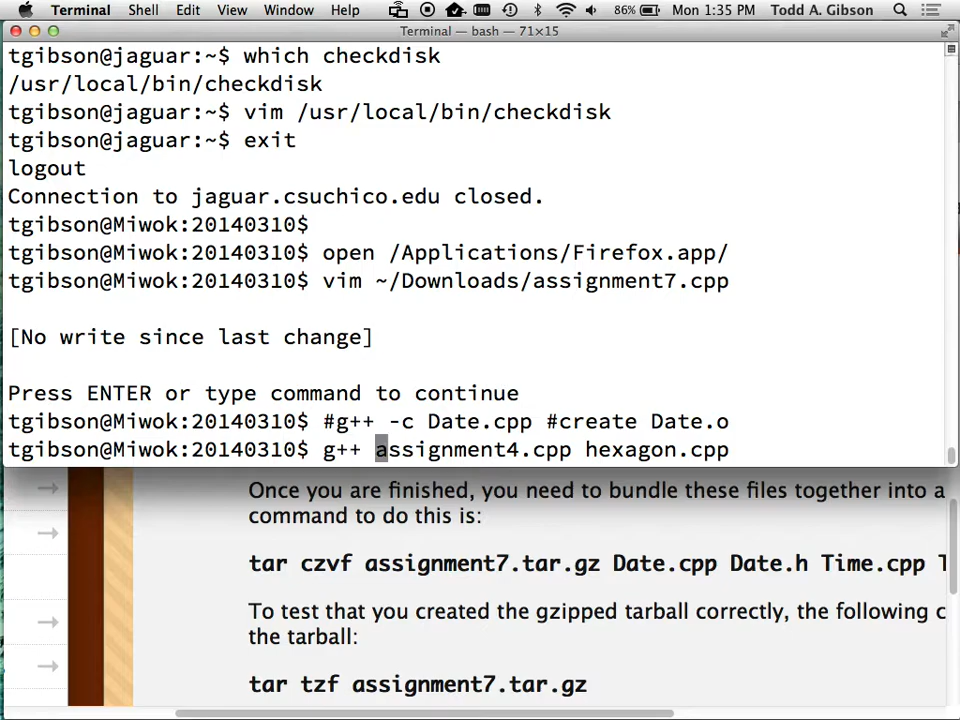 Terminal Shell Edit View Window Help 86% Mon 1:35 PM Todd A. Gibson
Terminal — bash — 71×15
tgibson@jaguar:~$ which checkdisk
/usr/local/bin/checkdisk
tgibson@jaguar:~$ vim /usr/local/bin/checkdisk
tgibson@jaguar:~$ exit
logout
Connection to jaguar.csuchico.edu closed.
tgibson@Miwok:20140310$
tgibson@Miwok:20140310$ open /Applications/Firefox.app/
tgibson@Miwok:20140310$ vim ~/Downloads/assignment7.cpp
[No write since last change]
Press ENTER or type command to continue
tgibson@Miwok:20140310$ #g++ -c Date.cpp #create Date.o
tgibson@Miwok:20140310$ g++ assignment4.cpp hexagon.cpp
Once you are finished, you need to bundle these files together into a
command to do this is:
tar czvf assignment7.tar.gz Date.cpp Date.h Time.cpp T
To test that you created the gzipped tarball correctly, the following c
the tarball:
tar tzf assignment7.tar.gz